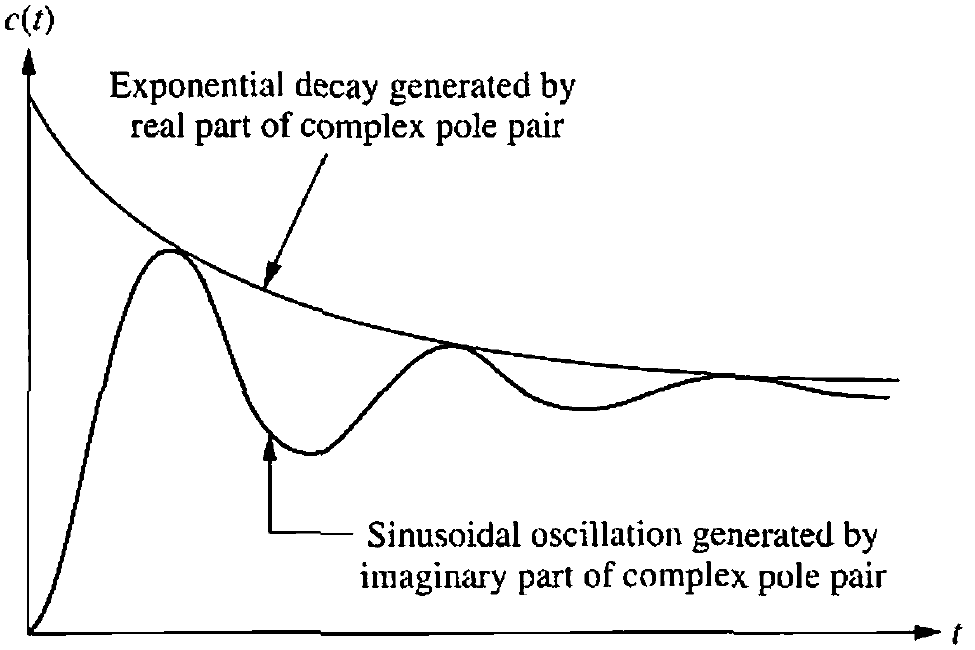 c(t)
Exponential decay generated by
real part of complex pole pair
Sinusoidal oscillation generated by
imaginary part of complex pole pair
t